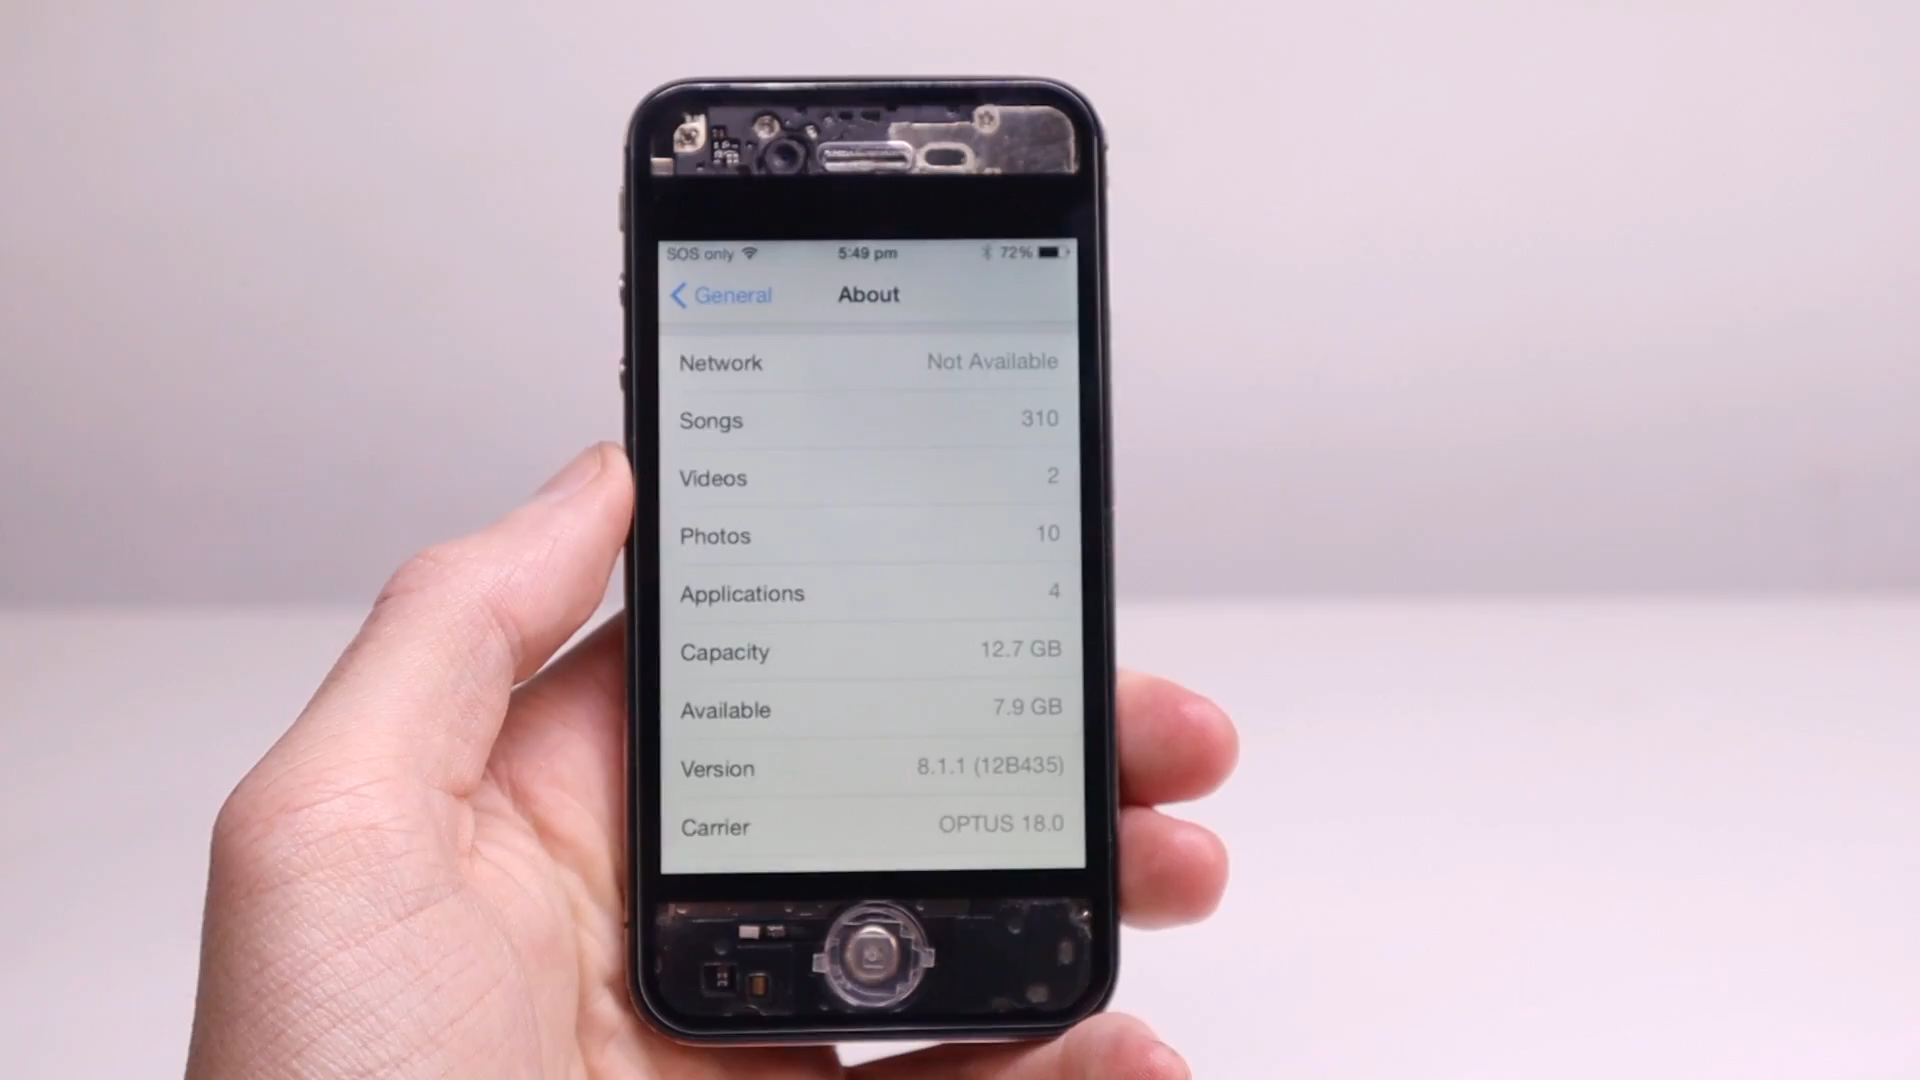 SOS only 5:49 pm 72%
General About
Network Not Available
Songs 310
Videos 2
Photos 10
Applications 4
Capacity 12.7 GB
Available 7.9 GB
Version 8.1.1 (12B435)
Carrier OPTUS 18.0